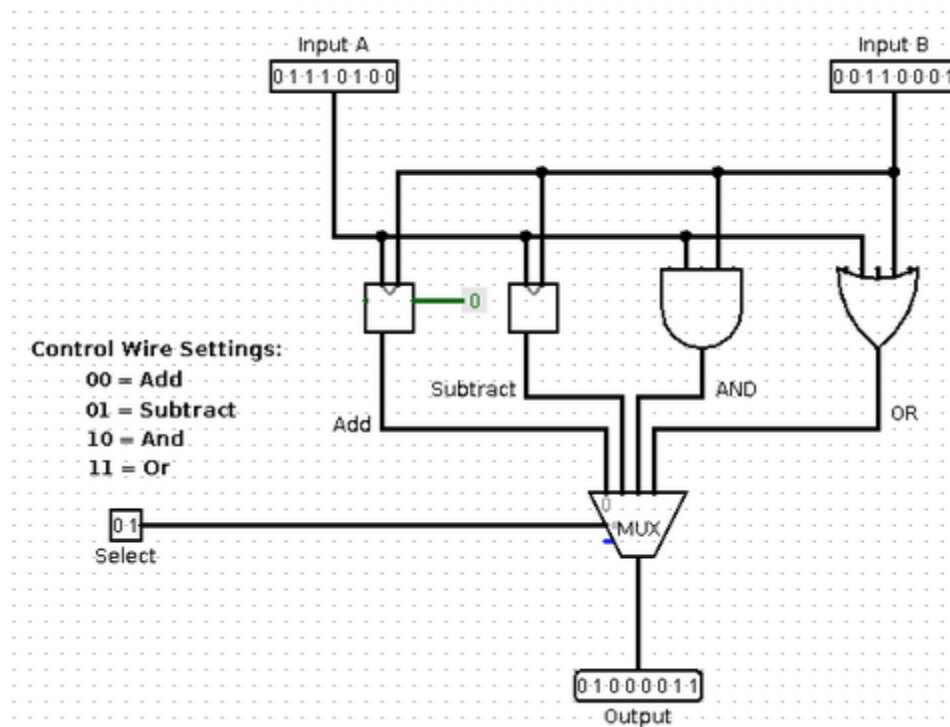 Input A
Input B
0 1 1 1 0 1 0 0
0 0 1 1 0 0 0 1
0
Control Wire Settings:
00 = Add
01 = Subtract
10 = And
11 = Or
Subtract
AND
Add
OR
0
MUX
0 1
Select
0 1 0 0 0 0 1 1
Output